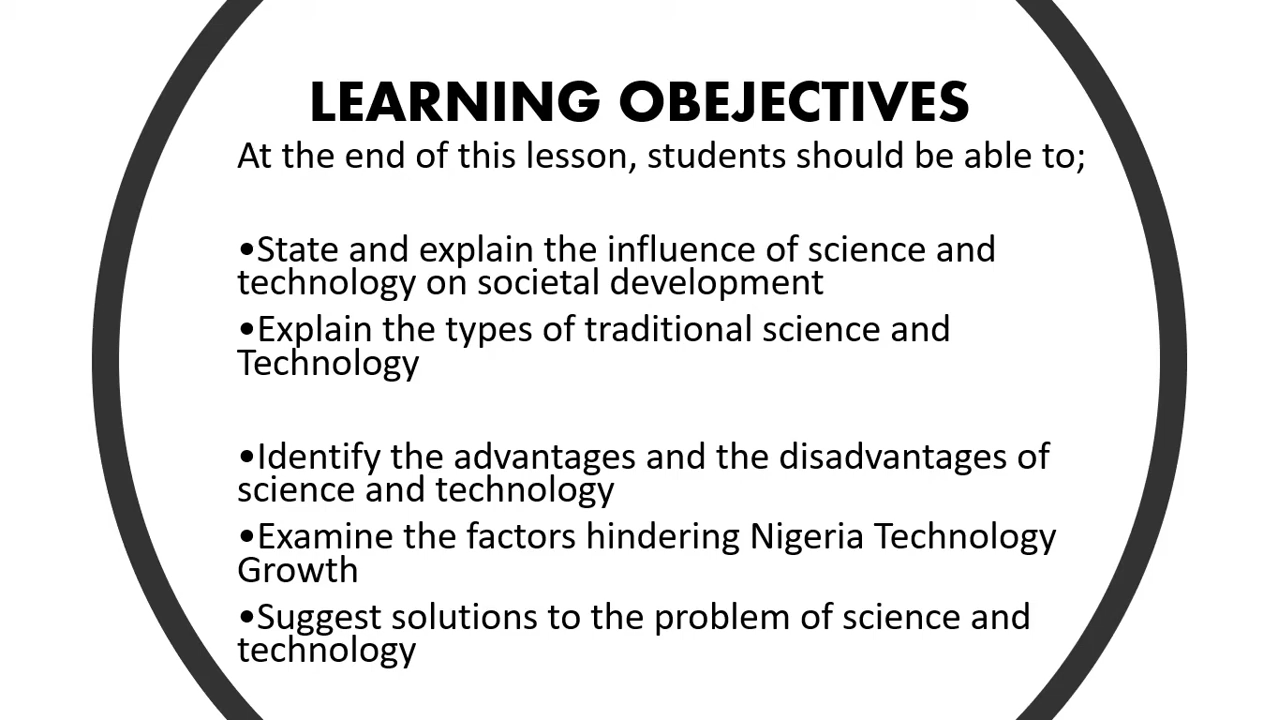 LEARNING OBEJECTIVES
At the end of this lesson, students should be able to;
•State and explain the influence of science and
technology on societal development
•Explain the types of traditional science and
Technology
•Identify the advantages and the disadvantages of
science and technology
•Examine the factors hindering Nigeria Technology
Growth
•Suggest solutions to the problem of science and
technology